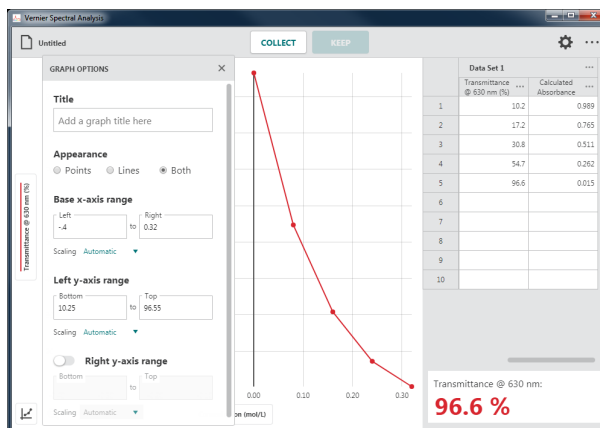 Vernier Spectral Analysis
Untitled
COLLECT
KEEP
GRAPH OPTIONS
Title
Add a graph title here
Appearance
Points Lines Both
Base x-axis range
Left Right
-.4 to 0.32
Scaling Automatic
Left y-axis range
Bottom Top
10.25 to 96.55
Scaling Automatic
Right y-axis range
Bottom Top
to
Scaling Automatic
Transmittance @ 630 nm (%)
0.00 0.10 0.20 0.30
(mol/L)
Data Set 1
Transmittance @ 630 nm (%) Calculated Absorbance
1 10.2 0.989
2 17.2 0.765
3 30.8 0.511
4 54.7 0.262
5 96.6 0.015
6
7
8
9
10
Transmittance @ 630 nm:
96.6 %